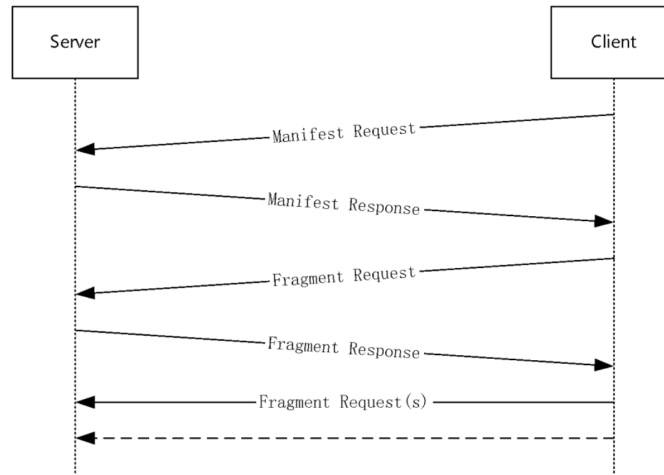 Server
Client
Manifest Request
Manifest Response
Fragment Request
Fragment Response
Fragment Request(s)